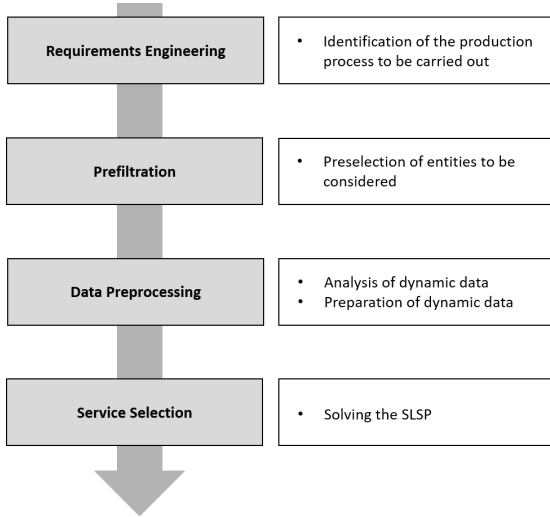 Requirements Engineering
• Identification of the production
process to be carried out
Prefiltration
• Preselection of entities to be
considered
Data Preprocessing
• Analysis of dynamic data
• Preparation of dynamic data
Service Selection
• Solving the SLSP